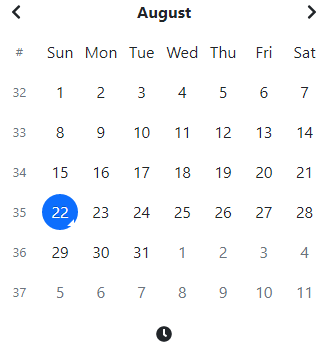 August
# Sun Mon Tue Wed Thu Fri Sat
32 1 2 3 4 5 6 7
33 8 9 10 11 12 13 14
34 15 16 17 18 19 20 21
35 22 23 24 25 26 27 28
36 29 30 31 1 2 3 4
37 5 6 7 8 9 10 11